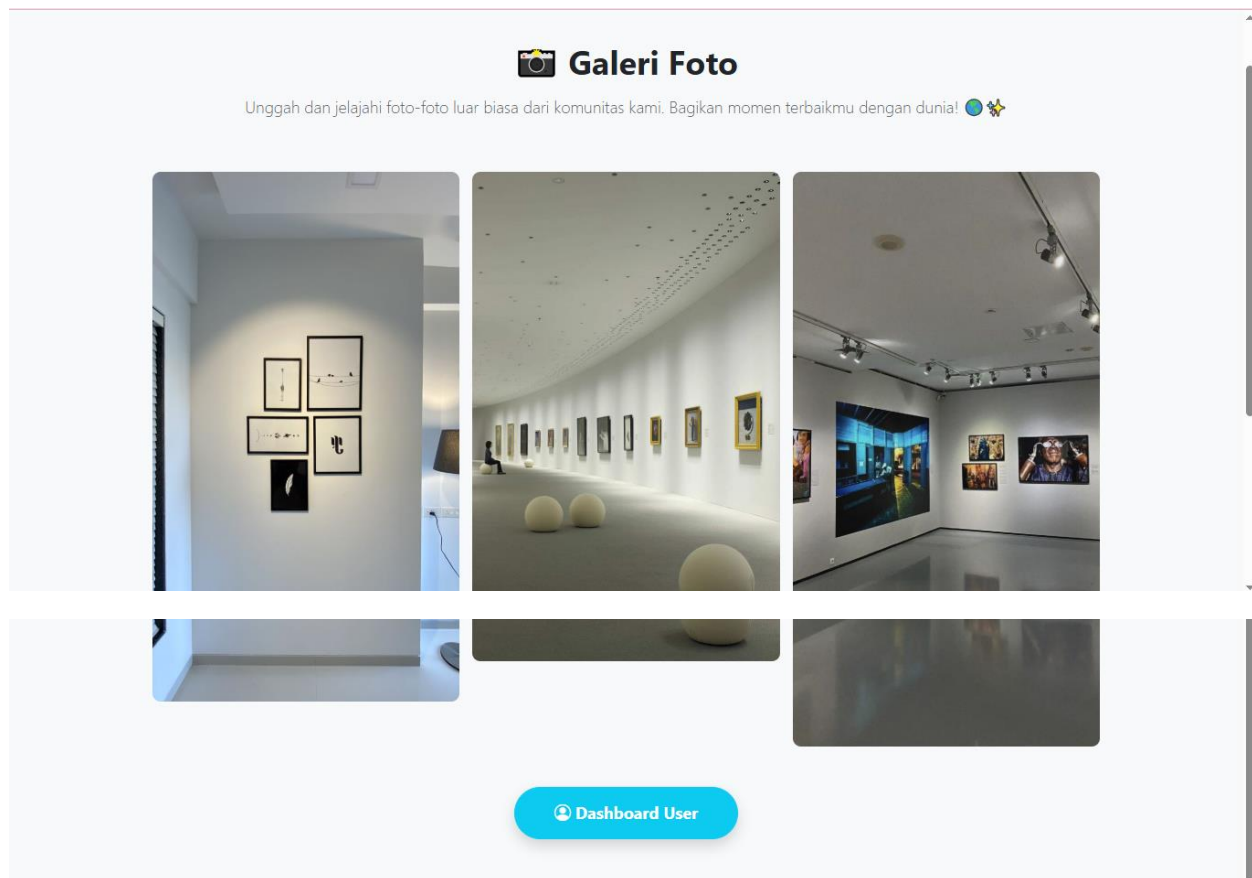 📸 Galeri Foto
Unggah dan jelajahi foto-foto luar biasa dari komunitas kami. Bagikan momen terbaikmu dengan dunia! 🌍✨
Dashboard User